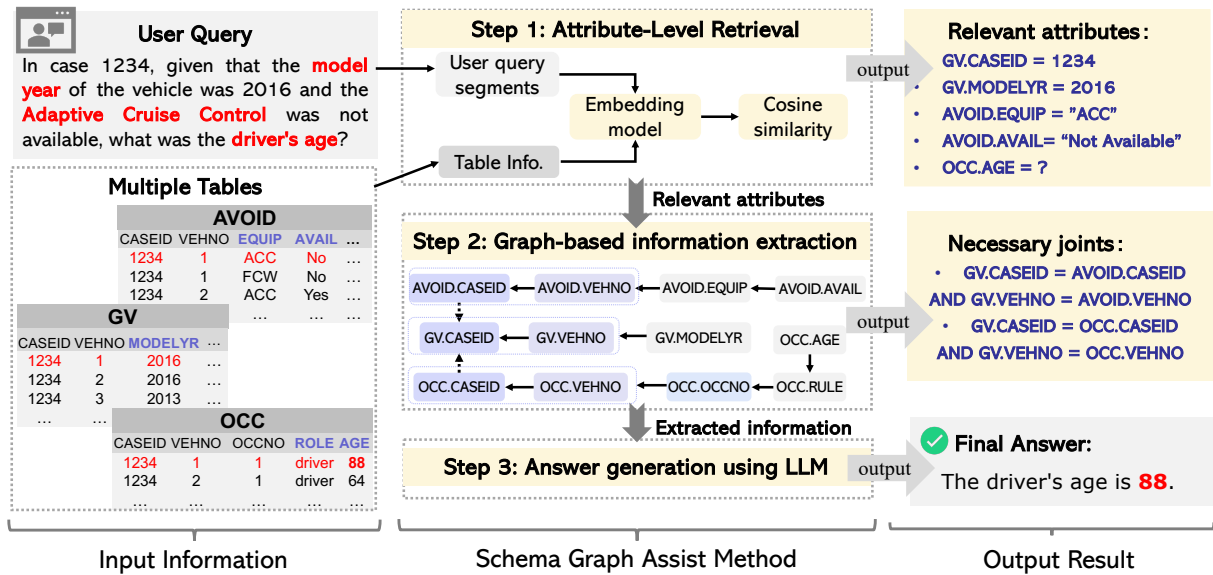 User Query
In case 1234, given that the model
year of the vehicle was 2016 and the
Adaptive Cruise Control was not
available, what was the driver's age?
Multiple Tables
AVOID
CASEID VEHNO EQUIP AVAIL ...
1234 1 ACC No ...
1234 1 FCW No ...
1234 2 ACC Yes ...
... ... ...
GV
CASEID VEHNO MODELYR ...
1234 1 2016 ...
1234 2 2016 ...
1234 3 2013 ...
... ... ...
OCC
CASEID VEHNO OCCNO ROLE AGE
1234 1 1 driver 88
1234 2 1 driver 64
... ... ... ... ...
Input Information
Step 1: Attribute-Level Retrieval
User query
segments
Embedding
model
Cosine
similarity
Table Info.
Relevant attributes
Step 2: Graph-based information extraction
AVOID.CASEID AVOID.VEHNO AVOID.EQUIP AVOID.AVAIL
GV.CASEID GV.VEHNO GV.MODELYR OCC.AGE
OCC.CASEID OCC.VEHNO OCC.OCCNO OCC.RULE
Extracted information
Step 3: Answer generation using LLM
Schema Graph Assist Method
output
Relevant attributes:
GV.CASEID = 1234
• GV.MODELYR = 2016
• AVOID.EQUIP = "ACC"
• AVOID.AVAIL= “Not Available”
• OCC.AGE = ?
output
Necessary joints:
• GV.CASEID = AVOID.CASEID
AND GV.VEHNO = AVOID.VEHNO
• GV.CASEID = OCC.CASEID
AND GV.VEHNO = OCC.VEHNO
output
Final Answer:
The driver's age is 88.
Output Result